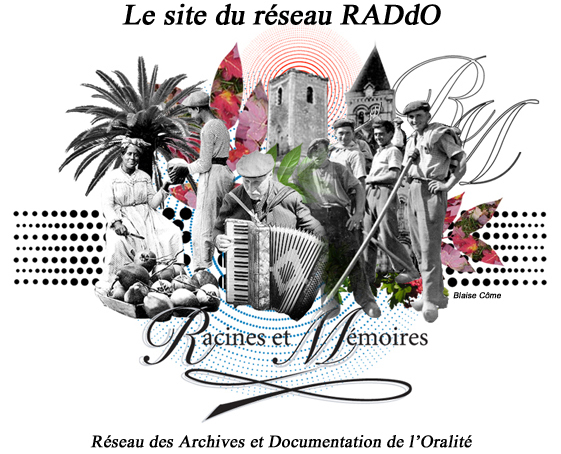 Le site du réseau RADdO
RM
Blaise Côme
Racines et Mémoires
Réseau des Archives et Documentation de l'Oralité